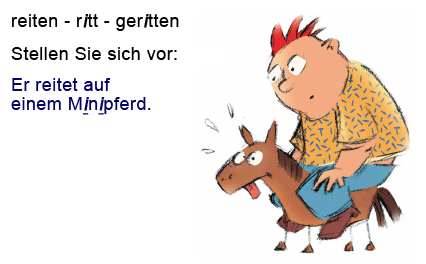 reiten - ritt - geritten
Stellen Sie sich vor:
Er reitet auf
einem Minipferd.